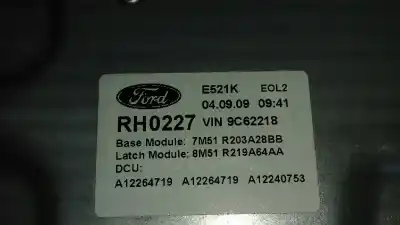 Ford E521K EOL2
04.09.09 09:41
RH0227 VIN 9C62218
Base Module: 7M51 R203A28BB
Latch Module: 8M51 R219A64AA
DCU:
A12264719 A12264719 A12240753